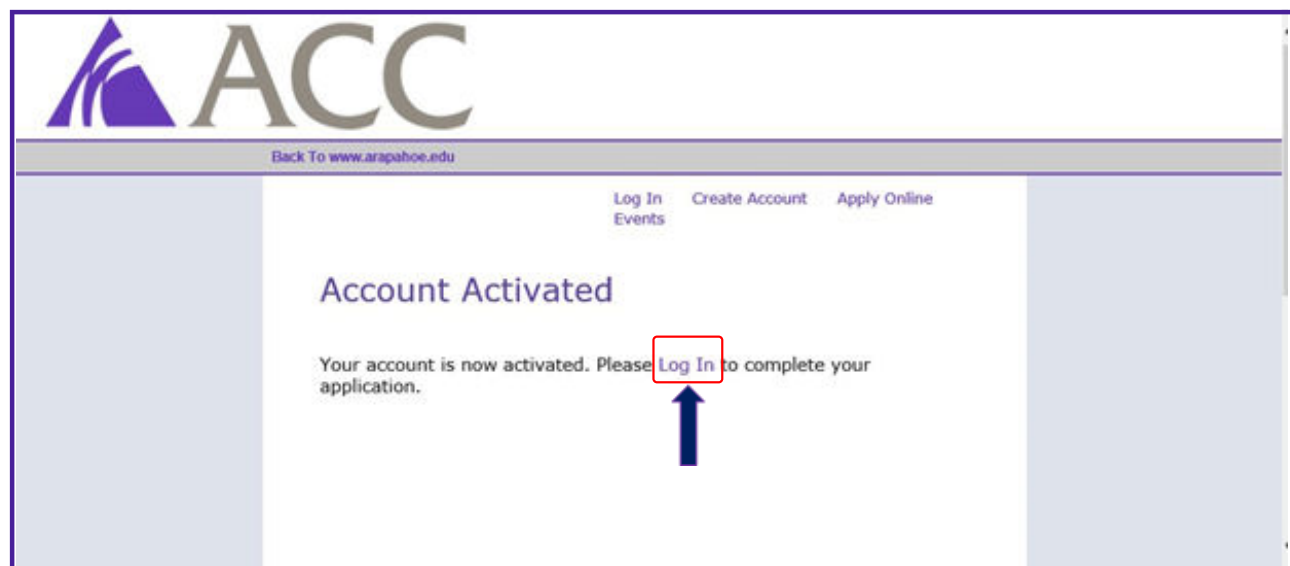 ACC
Back To www.arapahoe.edu
Log In Create Account Apply Online
Events
Account Activated
Your account is now activated. Please Log In to complete your
application.